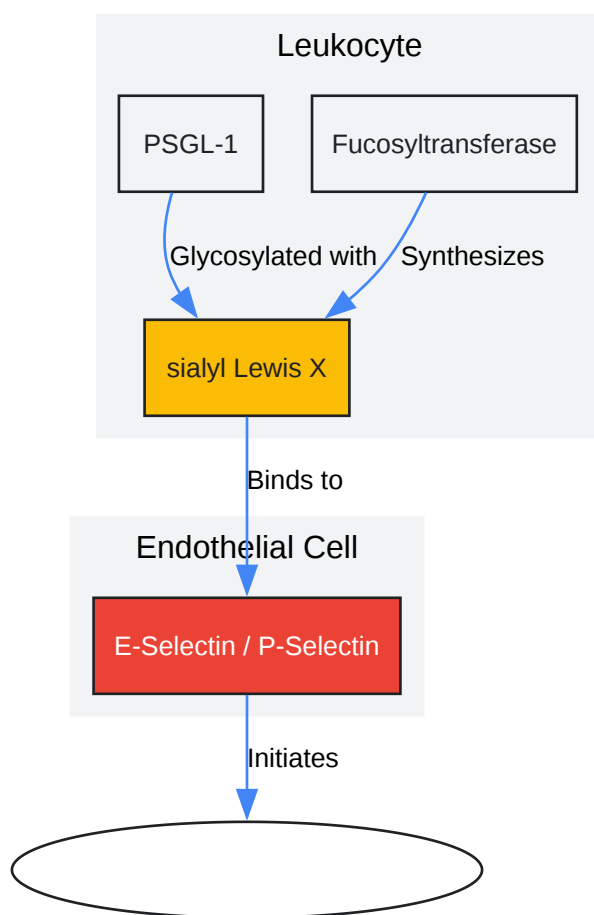 Leukocyte
PSGL-1
Fucosyltransferase
Glycosylated with
Synthesizes
sialyl Lewis X
Binds to
Endothelial Cell
E-Selectin / P-Selectin
Initiates